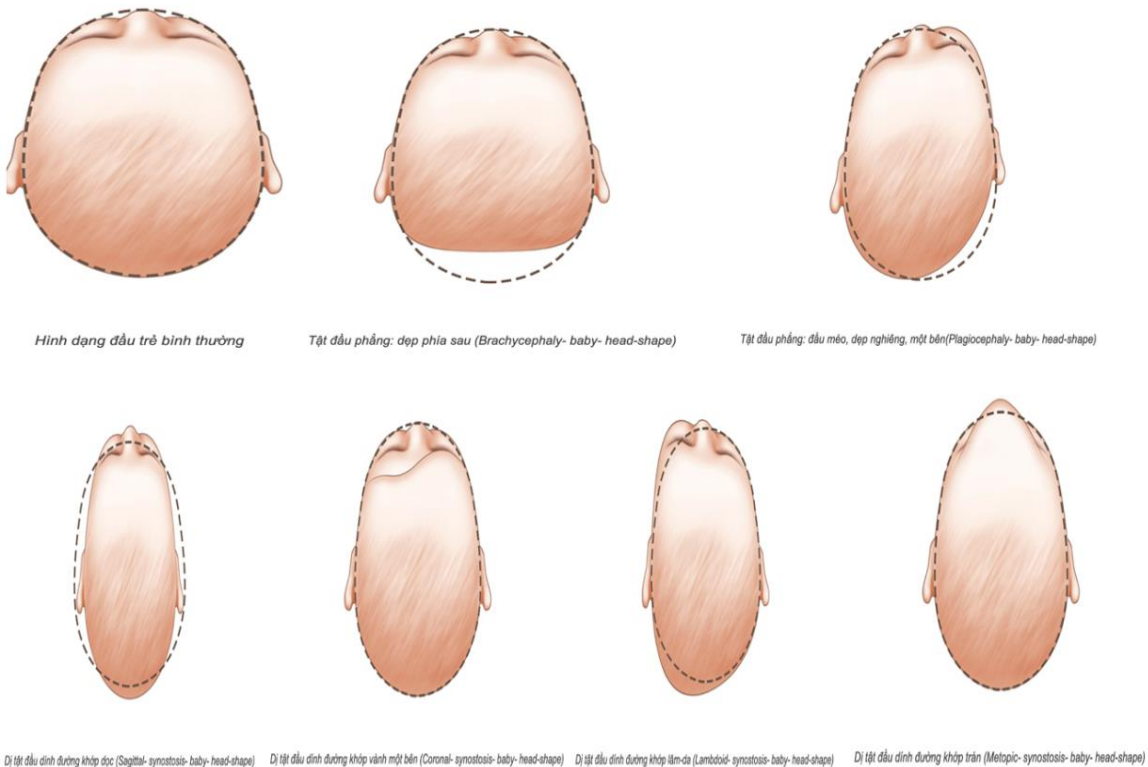 Hình dạng đầu trẻ bình thường
Tật đầu phẳng: dẹp phía sau (Brachycephaly- baby- head-shape)
Tật đầu phẳng: đầu méo, dẹp nghiêng, một bên(Plagiocephaly- baby- head-shape)
Dị tật đầu dính đường khớp dọc (Sagittal- synostosis- baby- head-shape)
Dị tật đầu dính đường khớp vành một bên (Coronal- synostosis- baby- head-shape)
Dị tật đầu dính đường khớp lăm-da (Lambdoid- synostosis- baby- head-shape)
Dị tật đầu dính đường khớp trán (Metopic- synostosis- baby- head-shape)